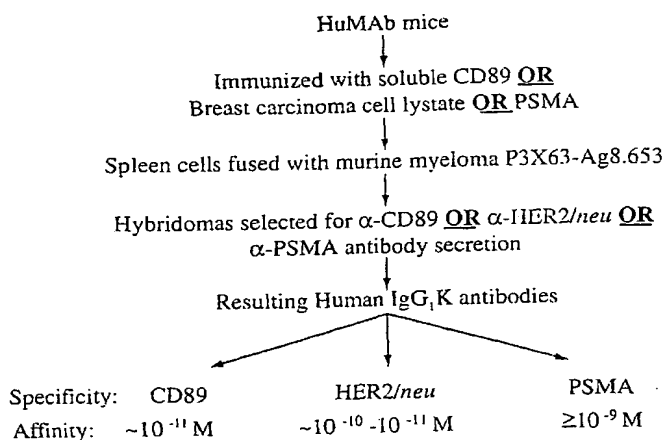 HuMAb mice
Immunized with soluble CD89 OR
Breast carcinoma cell lystate OR PSMA
Spleen cells fused with murine myeloma P3X63-Ag8.653
Hybridomas selected for α-CD89 OR α-HER2/neu OR
α-PSMA antibody secretion
Resulting Human IgG₁K antibodies
Specificity: CD89 HER2/neu PSMA
Affinity: ~10⁻¹¹ M ~10⁻¹⁰ -10⁻¹¹ M ≥10⁻⁹ M